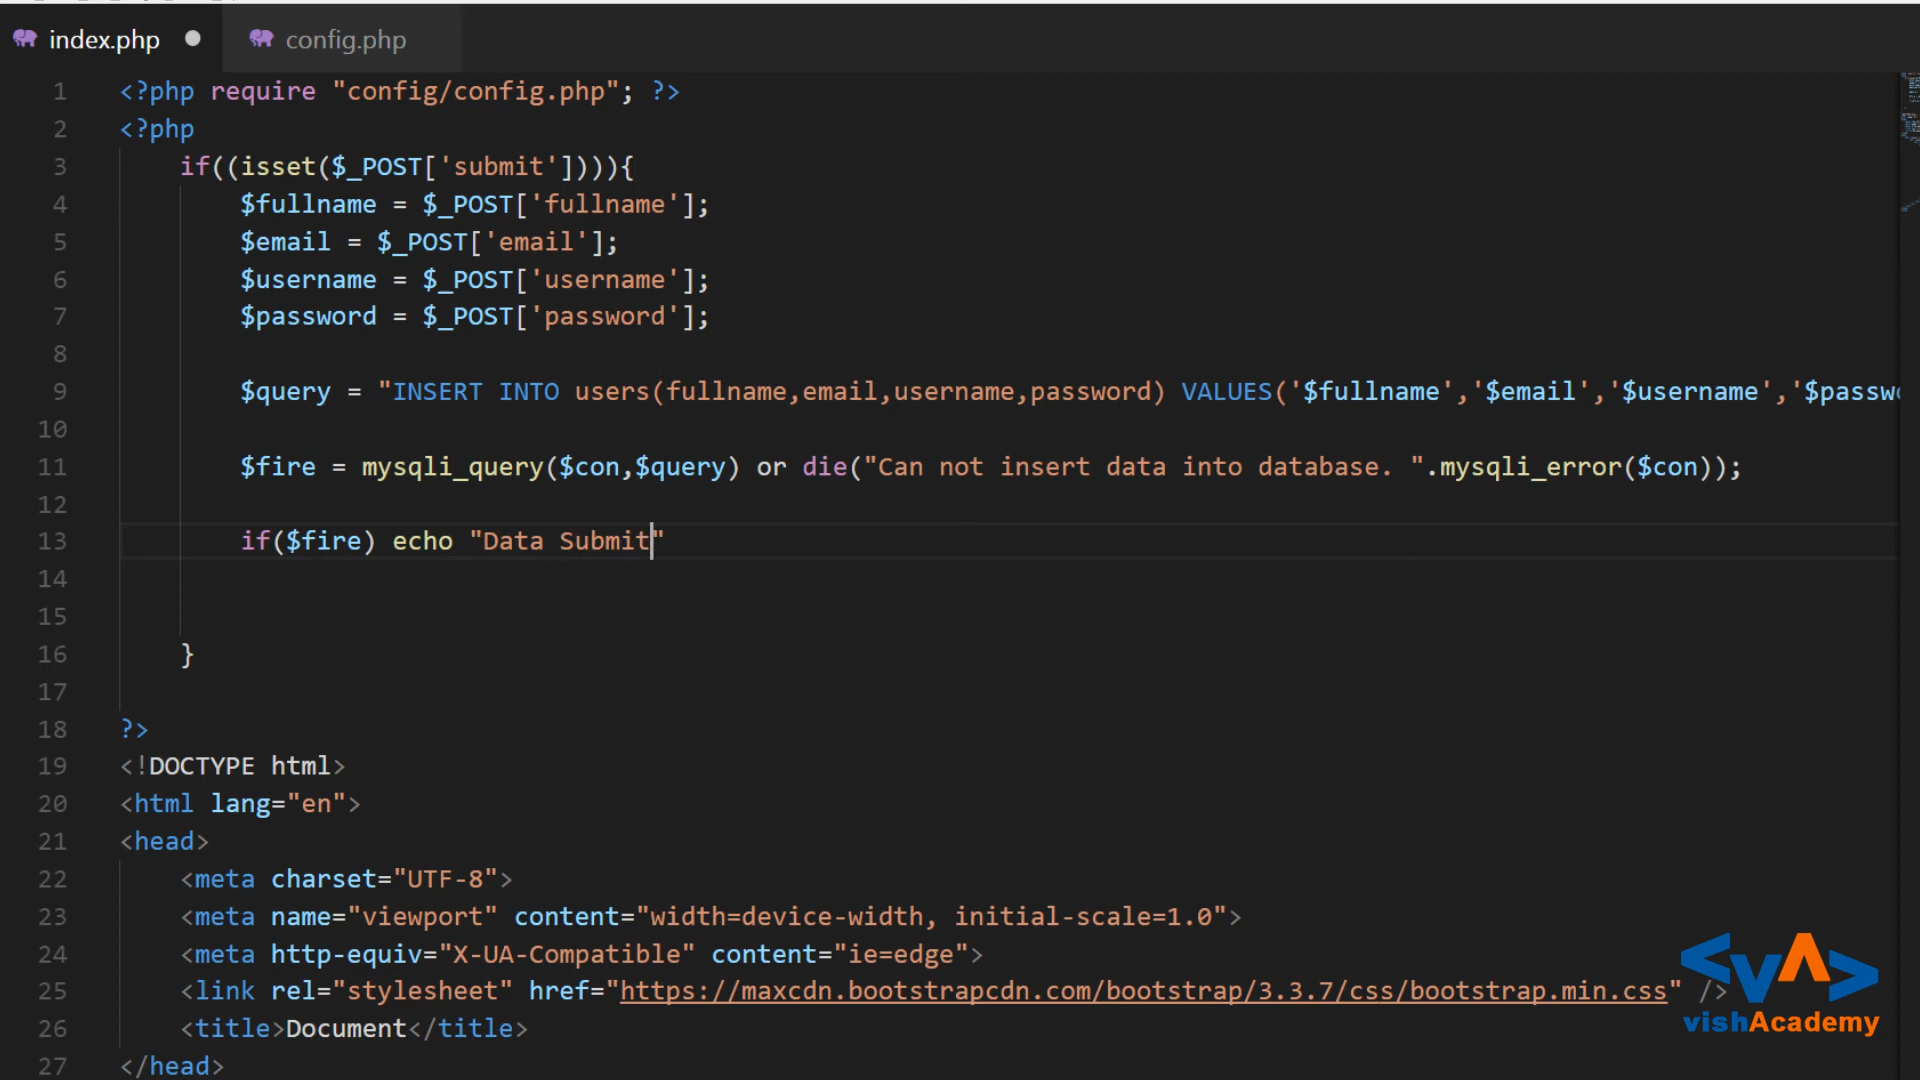 index.php config.php
1 <?php require "config/config.php"; ?>
2 <?php
3 if((isset($_POST['submit']))){
4 $fullname = $_POST['fullname'];
5 $email = $_POST['email'];
6 $username = $_POST['username'];
7 $password = $_POST['password'];
8
9 $query = "INSERT INTO users(fullname,email,username,password) VALUES('$fullname','$email','$username','$passw
10
11 $fire = mysqli_query($con,$query) or die("Can not insert data into database. ".mysqli_error($con));
12
13 if($fire) echo "Data Submit"
14
15
16 }
17
18 ?>
19 <!DOCTYPE html>
20 <html lang="en">
21 <head>
22 <meta charset="UTF-8">
23 <meta name="viewport" content="width=device-width, initial-scale=1.0">
24 <meta http-equiv="X-UA-Compatible" content="ie=edge">
25 <link rel="stylesheet" href="https://maxcdn.bootstrapcdn.com/bootstrap/3.3.7/css/bootstrap.min.css" />
26 <title>Document</title>
27 </head>
<VA>
vishAcademy